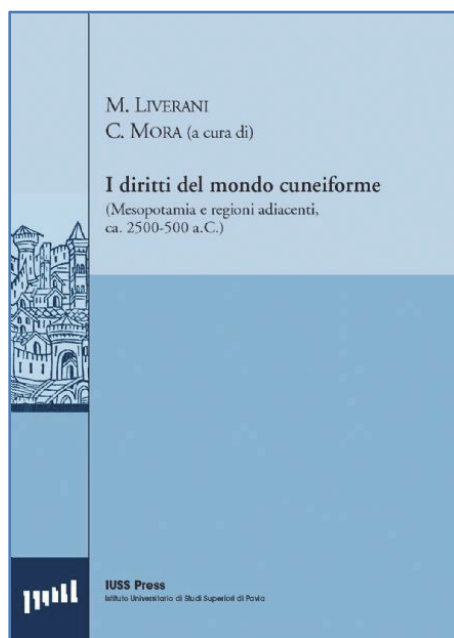 M. LIVERANI
C. MORA (a cura di)
I diritti del mondo cuneiforme
(Mesopotamia e regioni adiacenti,
ca. 2500-500 a.C.)
IUSS Press
Istituto Universitario di Studi Superiori di Pavia